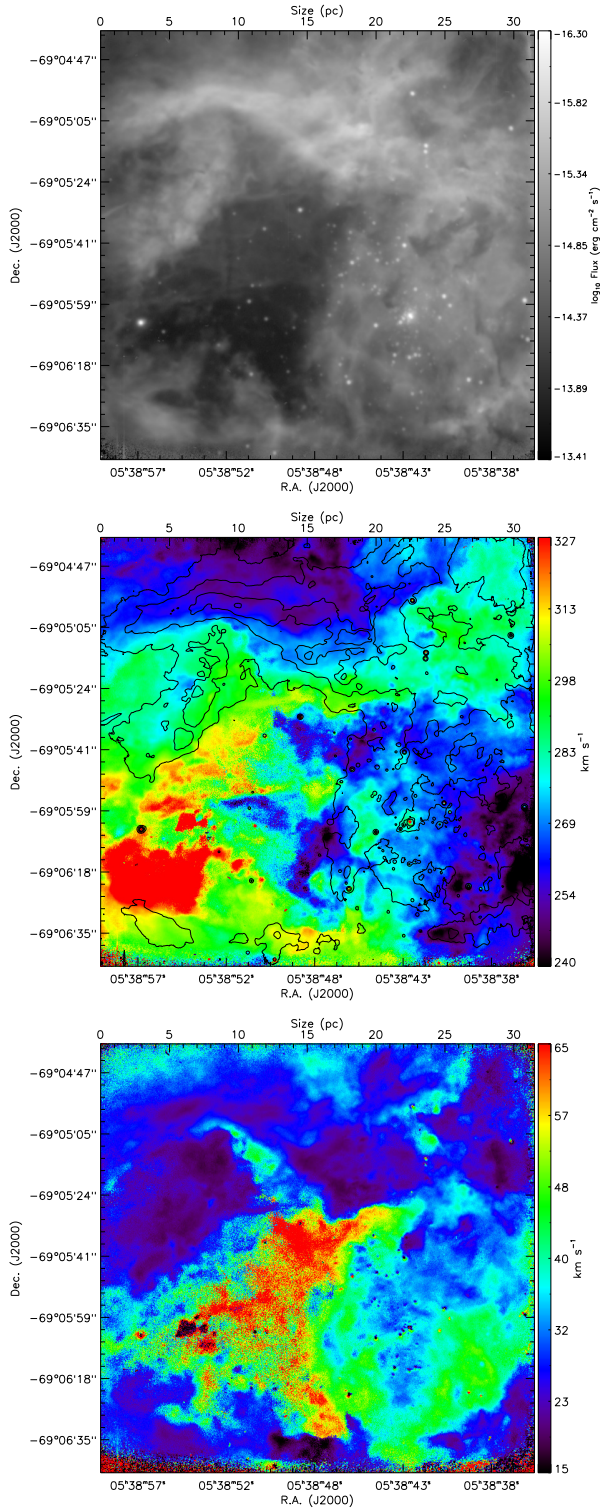 Size (pc)
0 5 10 15 20 25 30
−69°04'47"
−69°05'05"
−69°05'24"
−69°05'41"
−69°05'59"
−69°06'18"
−69°06'35"
Dec. (J2000)
05ʰ38ᵐ57ˢ 05ʰ38ᵐ52ˢ 05ʰ38ᵐ48ˢ 05ʰ38ᵐ43ˢ 05ʰ38ᵐ38ˢ
R.A. (J2000)
−16.30
−15.82
−15.34
−14.85
−14.37
−13.89
−13.41
log₁₀ Flux (erg cm⁻² s⁻¹)
Size (pc)
0 5 10 15 20 25 30
−69°04'47"
−69°05'05"
−69°05'24"
−69°05'41"
−69°05'59"
−69°06'18"
−69°06'35"
Dec. (J2000)
05ʰ38ᵐ57ˢ 05ʰ38ᵐ52ˢ 05ʰ38ᵐ48ˢ 05ʰ38ᵐ43ˢ 05ʰ38ᵐ38ˢ
R.A. (J2000)
327
313
298
283
269
254
240
km s⁻¹
Size (pc)
0 5 10 15 20 25 30
−69°04'47"
−69°05'05"
−69°05'24"
−69°05'41"
−69°05'59"
−69°06'18"
−69°06'35"
Dec. (J2000)
05ʰ38ᵐ57ˢ 05ʰ38ᵐ52ˢ 05ʰ38ᵐ48ˢ 05ʰ38ᵐ43ˢ 05ʰ38ᵐ38ˢ
R.A. (J2000)
65
57
48
40
32
23
15
km s⁻¹